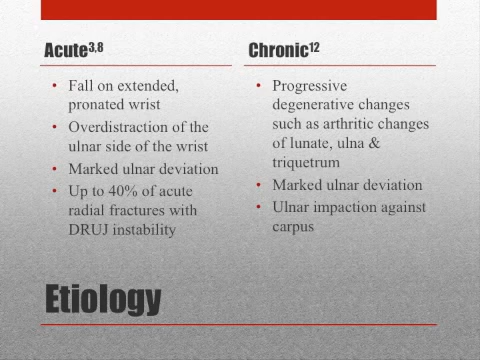 Acute3,8
• Fall on extended,
pronated wrist
• Overdistraction of the
ulnar side of the wrist
• Marked ulnar deviation
• Up to 40% of acute
radial fractures with
DRUJ instability
Chronic12
• Progressive
degenerative changes
such as arthritic changes
of lunate, ulna &
triquetrum
• Marked ulnar deviation
• Ulnar impaction against
carpus
Etiology